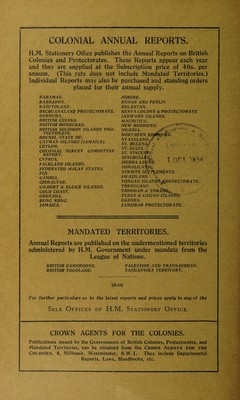 COLONIAL ANNUAL REPORTS.
H.M. Stationery Office publishes the Annual Reports on British
Colonies and Protectorates. These Reports appear each year
and they are supplied at the Subscription price of 40s. per
annum. (This rate does not include Mandated Territories.)
Individual Reports may also be purchased and standing orders
placed for their annual supply.
BAHAMAS.
BARBADOS.
BASUTOLAND.
BECHUANALAND PROTECTORATE.
BERMUDA.
BRITISH GUIANA.
BRITISH HONDURAS.
BRITISH SOLOMON ISLANDS PRO-
TECTORATE.
BRUNEI, STATE OF.
CAYMAN ISLANDS (JAMAICA).
CEYLON.
COLONIAL SURVEY COMMITTEE
REPORT.
CYPRUS.
FALKLAND ISLANDS.
FEDERATED MALAY STATES.
FIJI.
GAMBIA.
GIBRALTAR.
GILBERT & ELLICE ISLANDS.
GOLD COAST.
GRENADA.
HONG KONG.
JAMAICA.
JOHORE.
KEDAH AND PERLIS.
KELANTAN.
KENYA COLONY & PROTECTORATE.
LEEWARD ISLANDS.
MAURITIUS.
NEW HEBRIDES.
NIGERIA.
NORTHERN RHODESIA.
NYASALAND.
ST. HELENA.
ST. LUCIA.
ST. VINCENT.
SEYCHELLES.
SIERRA LEONE.
SOMALILAND.
STRAITS SETTLEMENTS.
SWAZILAND.
TONGAN ISLANDS PROTECTORATE.
TRENGGANU.
TRINIDAD & TOBAGO.
TURKS & CAICOS ISLANDS.
UGANDA.
ZANZIBAR PROTECTORATE.
1 OCT 1934
MANDATED TERRITORIES.
Annual Reports are published on the undermentioned territories
administered by H.M. Government under mandate from the
League of Nations.
BRITISH CAMEROONS.
BRITISH TOGOLAND.
PALESTINE AND TRANS-JORDAN.
TANGANYIKA TERRITORY.
For further particulars as to the latest reports and prices apply to any of the
SALE OFFICES OF H.M. STATIONERY OFFICE.
CROWN AGENTS FOR THE COLONIES.
Publications issued by the Governments of British Colonies, Protectorates, and
Mandated Territories, can be obtained from the CROWN AGENTS FOR THE
COLONIES, 4, Millbank, Westminster, S.W.1. They include Departmental
Reports, Laws, Handbooks, etc.